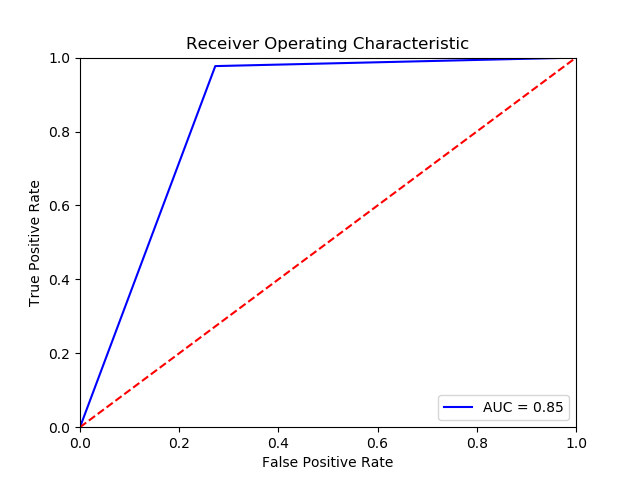 Receiver Operating Characteristic
1.0
0.8
0.6
0.4
0.2
0.0
True Positive Rate
AUC = 0.85
0.0 0.2 0.4 0.6 0.8 1.0
False Positive Rate